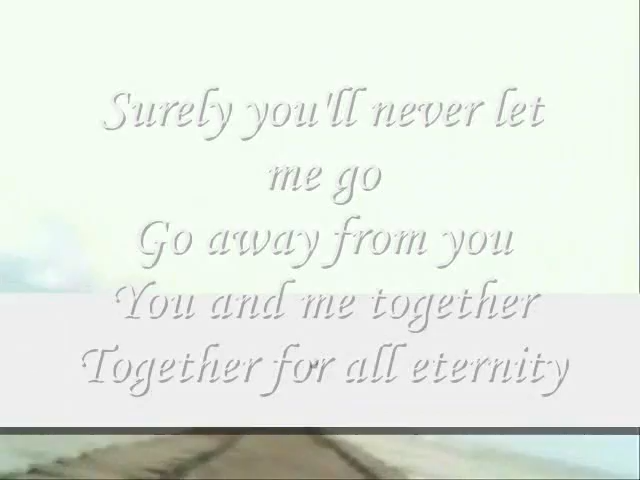 Surely you'll never let
me go
Go away from you
You and me together
Together for all eternity